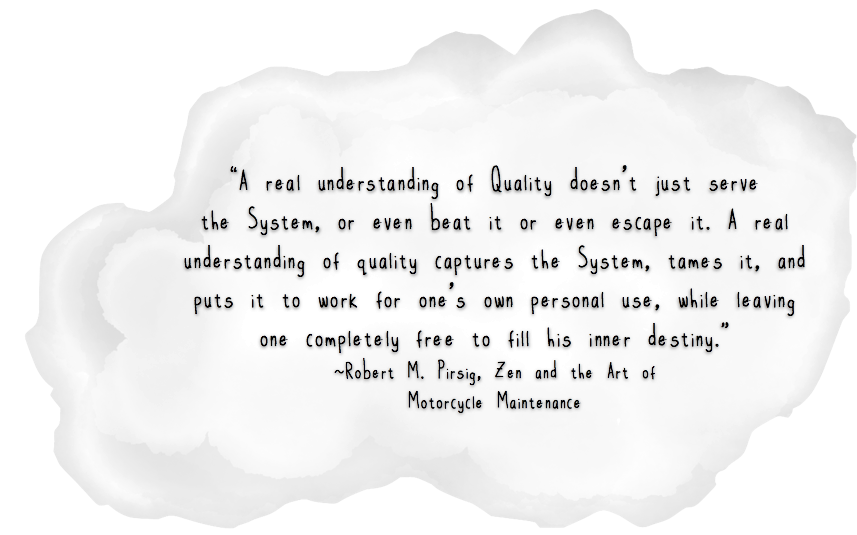 “A real understanding of Quality doesn’t just serve
the System, or even beat it or even escape it. A real
understanding of quality captures the System, tames it, and
puts it to work for one’s own personal use, while leaving
one completely free to fill his inner destiny.”
~Robert M. Pirsig, Zen and the Art of
Motorcycle Maintenance